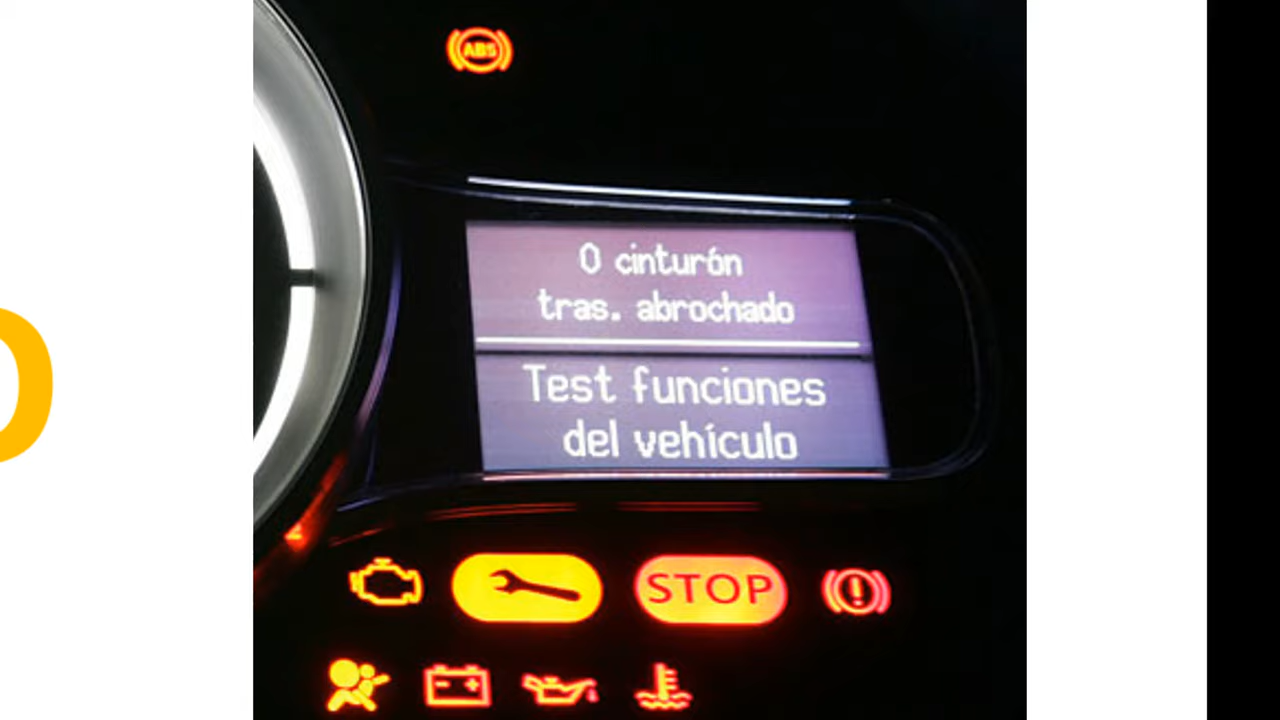 ABS
0 cinturón
tras. abrochado
Test funciones
del vehículo
STOP